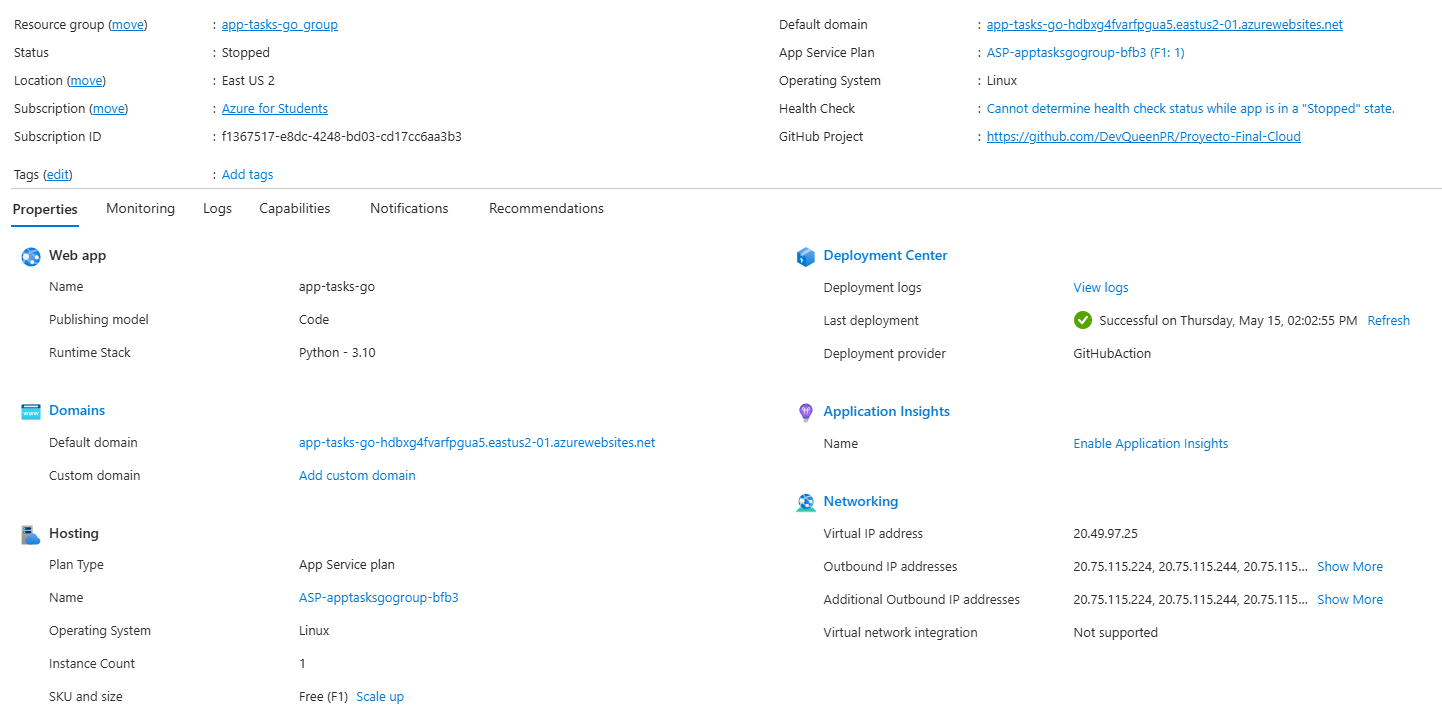 Resource group (move) : app-tasks-go_group
Status : Stopped
Location (move) : East US 2
Subscription (move) : Azure for Students
Subscription ID : f1367517-e8dc-4248-bd03-cd17cc6aa3b3
Tags (edit) : Add tags
Default domain : app-tasks-go-hdbxg4fvarfpgua5.eastus2-01.azurewebsites.net
App Service Plan : ASP-apptasksgogroup-bfb3 (F1: 1)
Operating System : Linux
Health Check : Cannot determine health check status while app is in a "Stopped" state.
GitHub Project : https://github.com/DevQueenPR/Proyecto-Final-Cloud
Properties Monitoring Logs Capabilities Notifications Recommendations
Web app
Name app-tasks-go
Publishing model Code
Runtime Stack Python - 3.10
Domains
Default domain app-tasks-go-hdbxg4fvarfpgua5.eastus2-01.azurewebsites.net
Custom domain Add custom domain
Hosting
Plan Type App Service plan
Name ASP-apptasksgogroup-bfb3
Operating System Linux
Instance Count 1
SKU and size Free (F1) Scale up
Deployment Center
Deployment logs View logs
Last deployment Successful on Thursday, May 15, 02:02:55 PM Refresh
Deployment provider GitHubAction
Application Insights
Name Enable Application Insights
Networking
Virtual IP address 20.49.97.25
Outbound IP addresses 20.75.115.224, 20.75.115.244, 20.75.115... Show More
Additional Outbound IP addresses 20.75.115.224, 20.75.115.244, 20.75.115... Show More
Virtual network integration Not supported